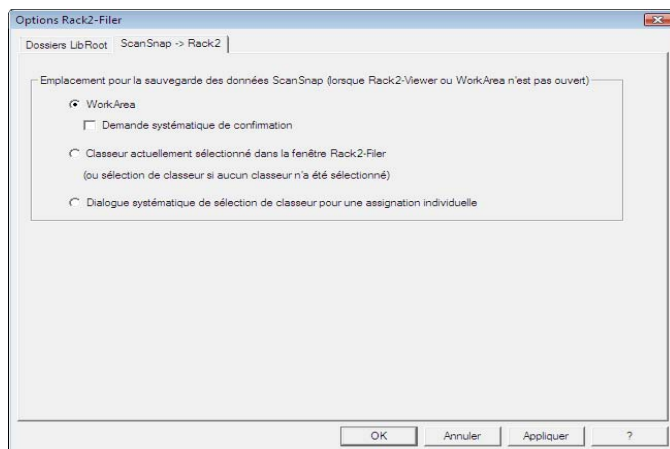 Options Rack2-Filer
Dossiers LibRoot
ScanSnap -> Rack2
Emplacement pour la sauvegarde des données ScanSnap (lorsque Rack2-Viewer ou WorkArea n'est pas ouvert)
WorkArea
Demande systématique de confirmation
Classeur actuellement sélectionné dans la fenêtre Rack2-Filer
(ou sélection de classeur si aucun classeur n'a été sélectionné)
Dialogue systématique de sélection de classeur pour une assignation individuelle
OK
Annuler
Appliquer
?